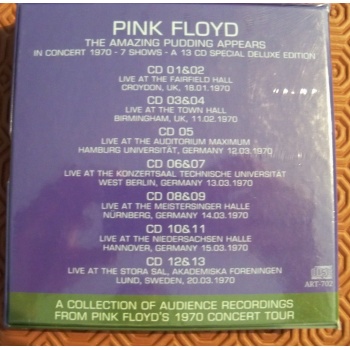 PINK FLOYD
THE AMAZING PUDDING APPEARS
IN CONCERT 1970 - 7 SHOWS - A 13 CD SPECIAL DELUXE EDITION
CD 01&02
LIVE AT THE FAIRFIELD HALL
CROYDON, UK, 18.01.1970
CD 03&04
LIVE AT THE TOWN HALL
BIRMINGHAM, UK, 11.02.1970
CD 05
LIVE AT THE AUDITORIUM MAXIMUM
HAMBURG UNIVERSITÄT, GERMANY 12.03.1970
CD 06&07
LIVE AT THE KONZERTSAAL TECHNISCHE UNIVERSITÄT
WEST BERLIN, GERMANY 13.03.1970
CD 08&09
LIVE AT THE MEISTERSINGER HALLE
NÜRNBERG, GERMANY 14.03.1970
CD 10&11
LIVE AT THE NIEDERSACHSEN HALLE
HANNOVER, GERMANY 15.03.1970
CD 12&13
LIVE AT THE STORA SAL, AKADEMISKA FORENINGEN
LUND, SWEDEN, 20.03.1970
ART-702
A COLLECTION OF AUDIENCE RECORDINGS
FROM PINK FLOYD'S 1970 CONCERT TOUR